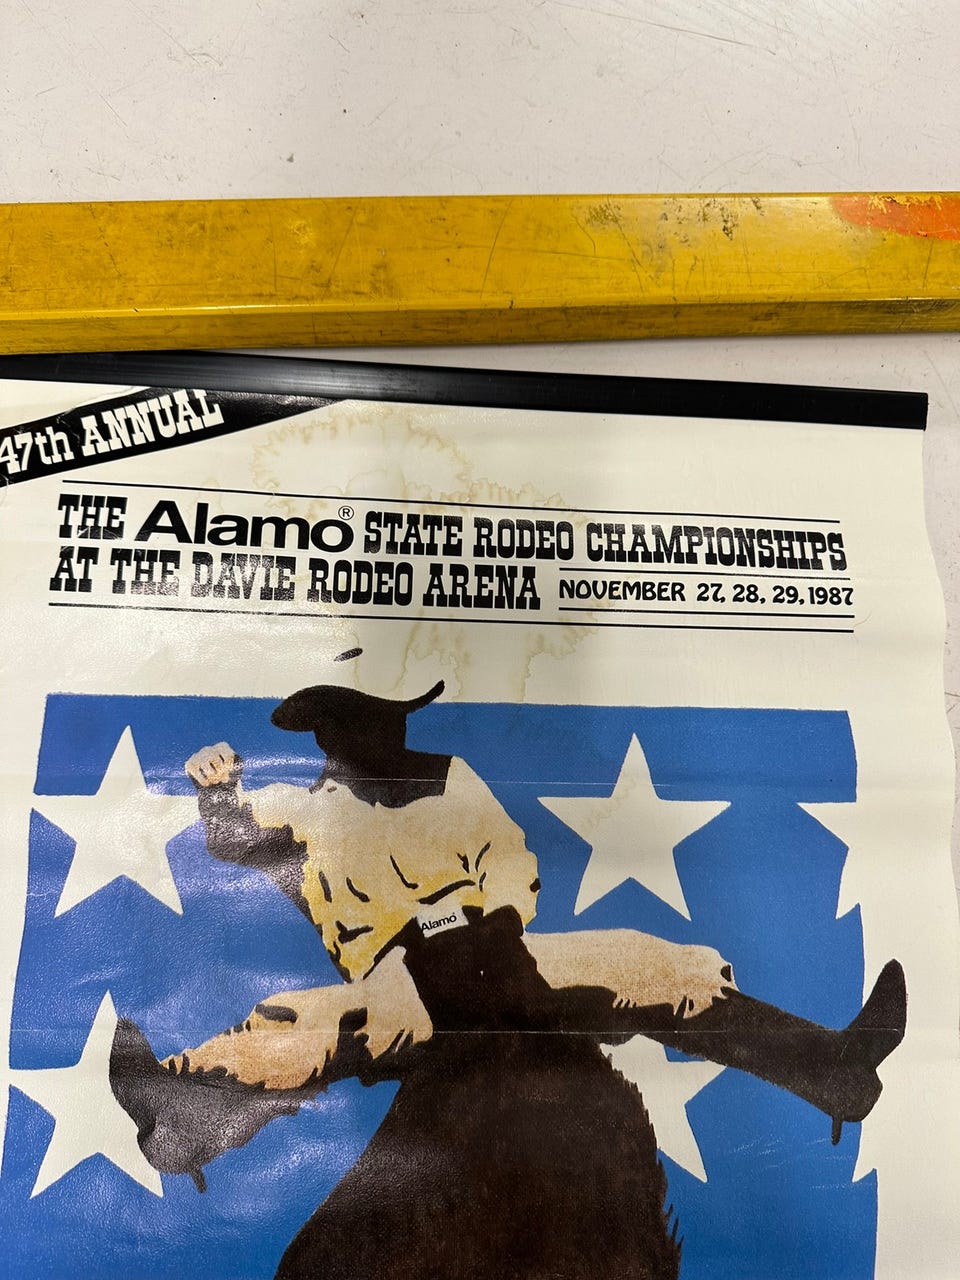 47th ANNUAL
THE Alamo® STATE RODEO CHAMPIONSHIPS
AT THE DAVIE RODEO ARENA NOVEMBER 27, 28, 29, 1987
Alamo